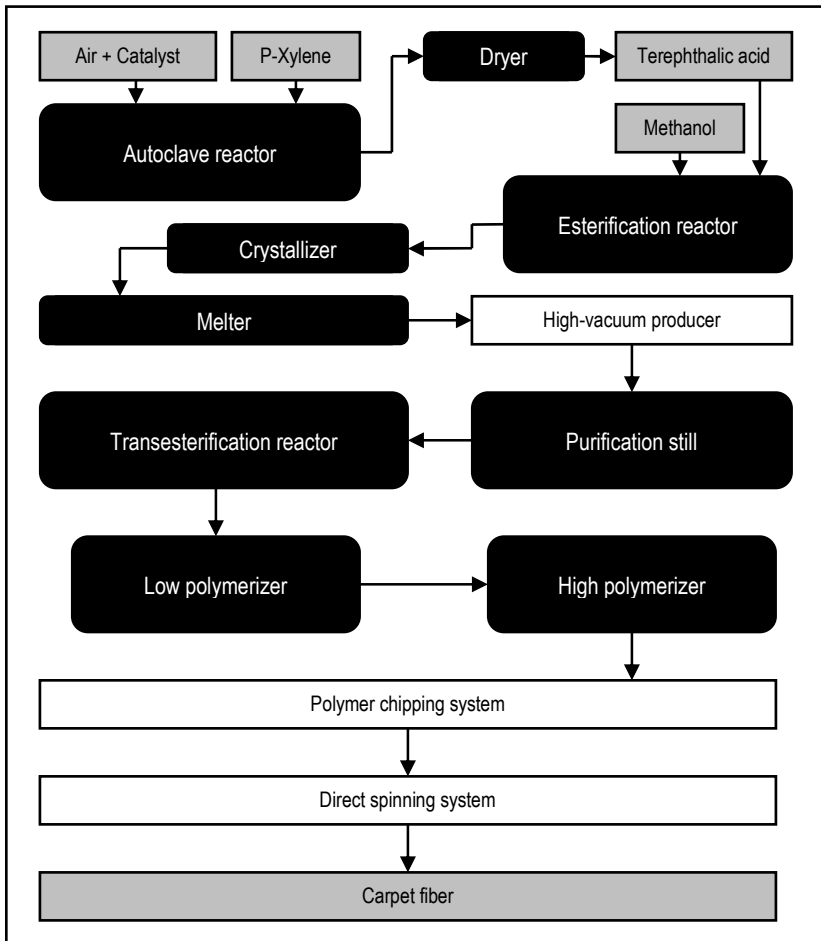 Air + Catalyst
P-Xylene
Dryer
Terephthalic acid
Methanol
Autoclave reactor
Esterification reactor
Crystallizer
Melter
High-vacuum producer
Transesterification reactor
Purification still
Low polymerizer
High polymerizer
Polymer chipping system
Direct spinning system
Carpet fiber